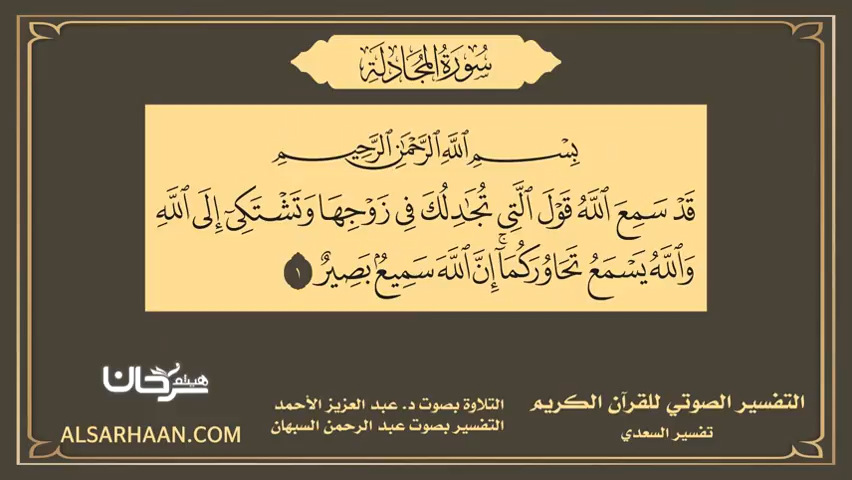 سُورَةُ المُجَادلَةِ
بِسْمِ ٱللَّهِ ٱلرَّحْمَٰنِ ٱلرَّحِيمِ
قَدْ سَمِعَ ٱللَّهُ قَوْلَ ٱلَّتِي تُجَٰدِلُكَ فِي زَوْجِهَا وَتَشْتَكِيٓ إِلَى ٱللَّهِ
وَٱللَّهُ يَسْمَعُ تَحَاوُرَكُمَآۚ إِنَّ ٱللَّهَ سَمِيعٌۢ بَصِيرٌ ١
التفسير الصوتي للقرآن الكريم
تفسير السعدي
التلاوة بصوت د. عبد العزيز الأحمد
التفسير بصوت عبد الرحمن السبهان
هيثم سرحان
ALSARHAAN.COM